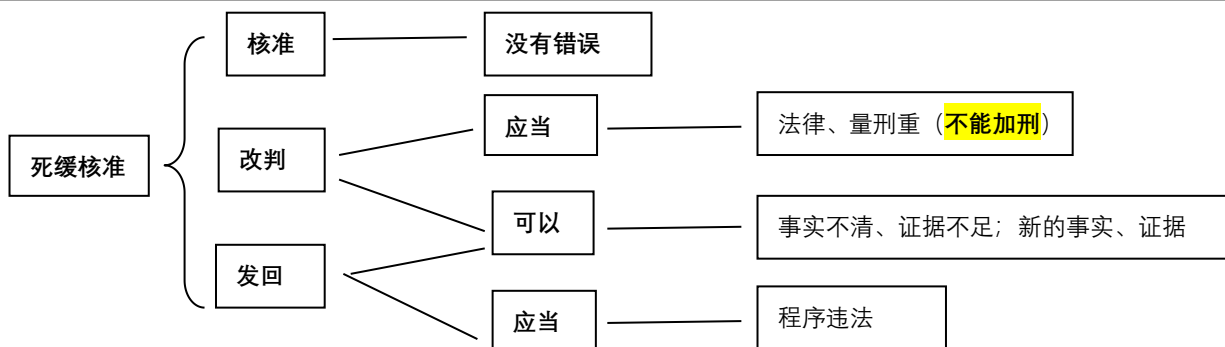 核准
没有错误
应当
法律、量刑重（不能加刑）
死缓核准
改判
可以
事实不清、证据不足；新的事实、证据
发回
应当
程序违法